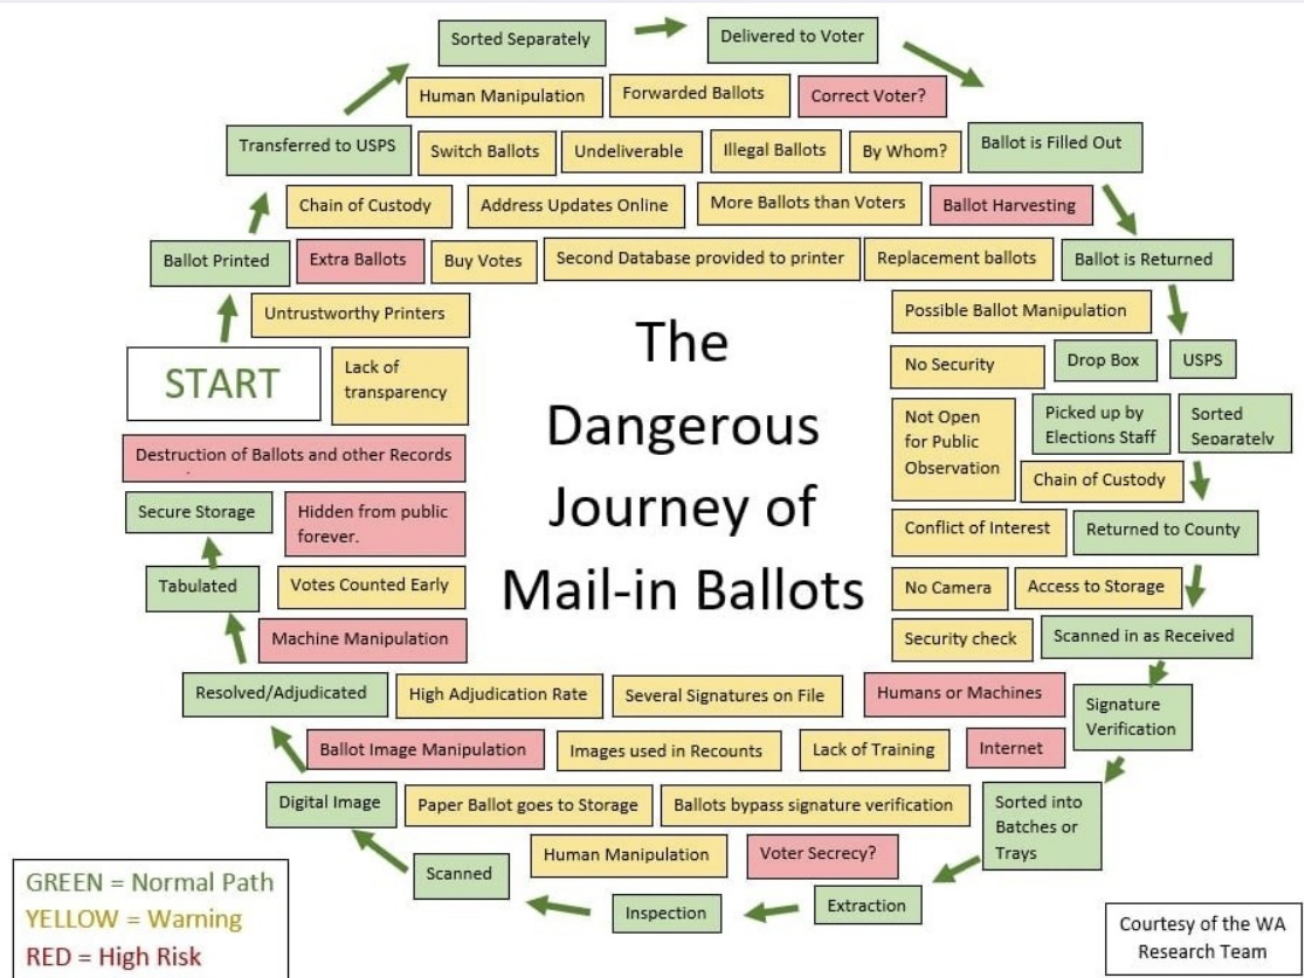 Sorted Separately
Delivered to Voter
Human Manipulation
Forwarded Ballots
Correct Voter?
Transferred to USPS
Switch Ballots
Undeliverable
Illegal Ballots
By Whom?
Ballot is Filled Out
Chain of Custody
Address Updates Online
More Ballots than Voters
Ballot Harvesting
Ballot Printed
Extra Ballots
Buy Votes
Second Database provided to printer
Replacement ballots
Ballot is Returned
Untrustworthy Printers
Possible Ballot Manipulation
START
Lack of
transparency
The
Dangerous
Journey of
Mail-in Ballots
No Security
Drop Box
USPS
Not Open
for Public
Observation
Picked up by
Elections Staff
Sorted
Separately
Destruction of Ballots and other Records
Chain of Custody
Secure Storage
Hidden from public
forever.
Conflict of Interest
Returned to County
Tabulated
Votes Counted Early
No Camera
Access to Storage
Machine Manipulation
Security check
Scanned in as Received
Resolved/Adjudicated
High Adjudication Rate
Several Signatures on File
Humans or Machines
Signature
Verification
Ballot Image Manipulation
Images used in Recounts
Lack of Training
Internet
Digital Image
Paper Ballot goes to Storage
Ballots bypass signature verification
Sorted into
Batches or
Trays
Human Manipulation
Voter Secrecy?
Scanned
Inspection
Extraction
GREEN = Normal Path
YELLOW = Warning
RED = High Risk
Courtesy of the WA
Research Team